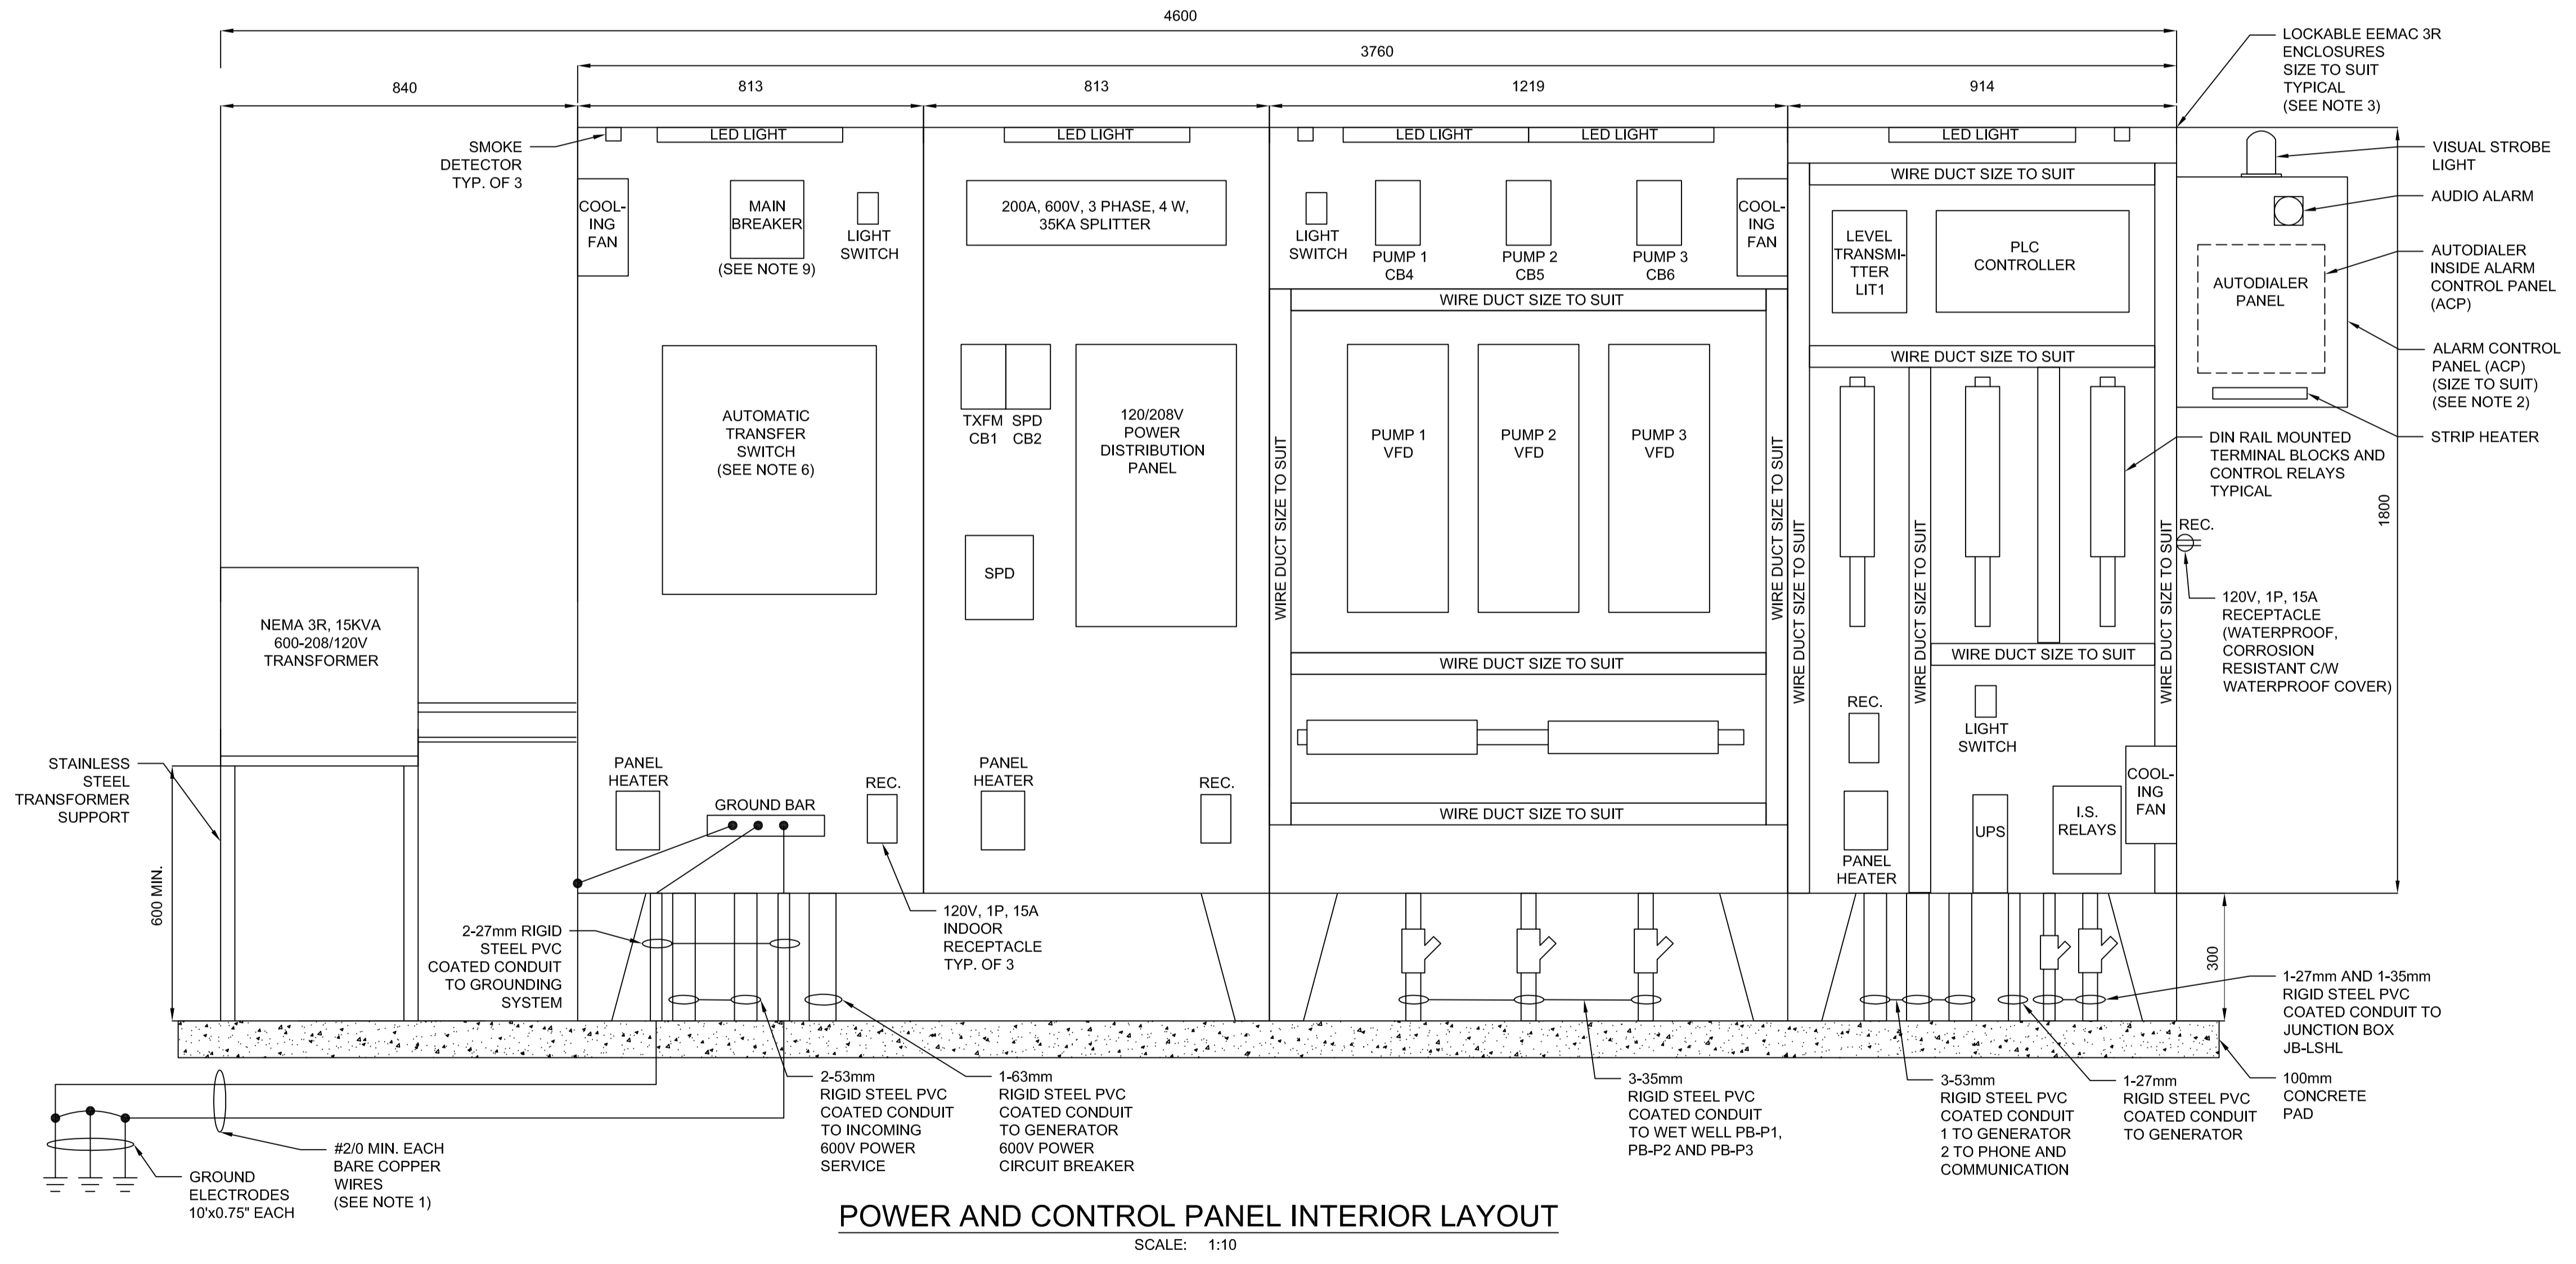 4600
3760
840
813
813
1219
914
LOCKABLE EEMAC 3R
ENCLOSURES
SIZE TO SUIT
TYPICAL
(SEE NOTE 3)
SMOKE
DETECTOR
TYP. OF 3
LED LIGHT
LED LIGHT
LED LIGHT
LED LIGHT
LED LIGHT
VISUAL STROBE
LIGHT
AUDIO ALARM
AUTODIALER
INSIDE ALARM
CONTROL PANEL
(ACP)
ALARM CONTROL
PANEL (ACP)
(SIZE TO SUIT)
(SEE NOTE 2)
STRIP HEATER
AUTODIALER
PANEL
COOL-
ING
FAN
MAIN
BREAKER
(SEE NOTE 9)
LIGHT
SWITCH
200A, 600V, 3 PHASE, 4 W,
35KA SPLITTER
LIGHT
SWITCH
PUMP 1
CB4
PUMP 2
CB5
PUMP 3
CB6
COOL-
ING
FAN
WIRE DUCT SIZE TO SUIT
LEVEL
TRANSMI-
TTER
LIT1
PLC
CONTROLLER
WIRE DUCT SIZE TO SUIT
WIRE DUCT SIZE TO SUIT
AUTOMATIC
TRANSFER
SWITCH
(SEE NOTE 6)
TXFM
CB1
SPD
CB2
120/208V
POWER
DISTRIBUTION
PANEL
SPD
WIRE DUCT SIZE TO SUIT
PUMP 1
VFD
PUMP 2
VFD
PUMP 3
VFD
WIRE DUCT SIZE TO SUIT
WIRE DUCT SIZE TO SUIT
WIRE DUCT SIZE TO SUIT
WIRE DUCT SIZE TO SUIT
DIN RAIL MOUNTED
TERMINAL BLOCKS AND
CONTROL RELAYS
TYPICAL
1800
REC.
120V, 1P, 15A
RECEPTACLE
(WATERPROOF,
CORROSION
RESISTANT C/W
WATERPROOF COVER)
NEMA 3R, 15KVA
600-208/120V
TRANSFORMER
WIRE DUCT SIZE TO SUIT
WIRE DUCT SIZE TO SUIT
REC.
LIGHT
SWITCH
STAINLESS
STEEL
TRANSFORMER
SUPPORT
600 MIN.
PANEL
HEATER
GROUND BAR
REC.
PANEL
HEATER
REC.
WIRE DUCT SIZE TO SUIT
PANEL
HEATER
UPS
I.S.
RELAYS
COOL-
ING
FAN
2-27mm RIGID
STEEL PVC
COATED CONDUIT
TO GROUNDING
SYSTEM
120V, 1P, 15A
INDOOR
RECEPTACLE
TYP. OF 3
300
1-27mm AND 1-35mm
RIGID STEEL PVC
COATED CONDUIT TO
JUNCTION BOX
JB-LSHL
2-53mm
RIGID STEEL PVC
COATED CONDUIT
TO INCOMING
600V POWER
SERVICE
1-63mm
RIGID STEEL PVC
COATED CONDUIT
TO GENERATOR
600V POWER
CIRCUIT BREAKER
3-35mm
RIGID STEEL PVC
COATED CONDUIT
TO WET WELL PB-P1,
PB-P2 AND PB-P3
3-53mm
RIGID STEEL PVC
COATED CONDUIT
1 TO GENERATOR
2 TO PHONE AND
COMMUNICATION
1-27mm
RIGID STEEL PVC
COATED CONDUIT
TO GENERATOR
100mm
CONCRETE
PAD
#2/0 MIN. EACH
BARE COPPER
WIRES
(SEE NOTE 1)
GROUND
ELECTRODES
10'x0.75" EACH
POWER AND CONTROL PANEL INTERIOR LAYOUT
SCALE: 1:10